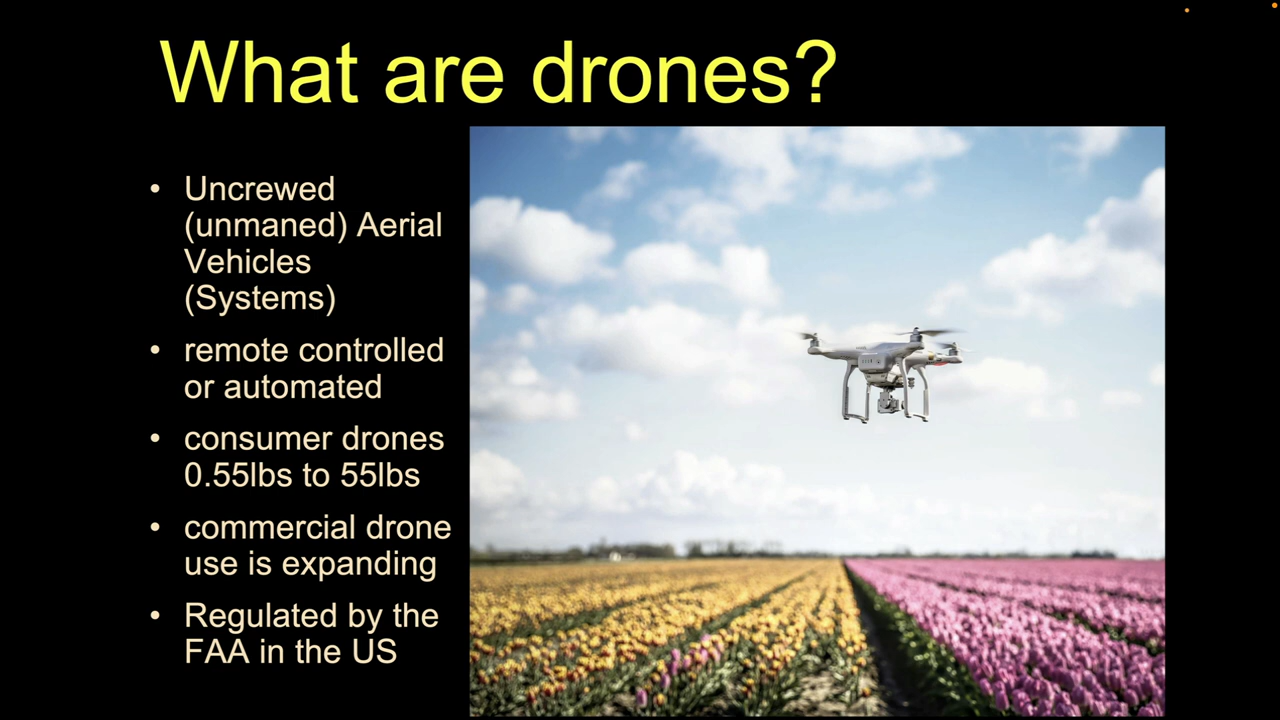 What are drones?
• Uncrewed
(unmaned) Aerial
Vehicles
(Systems)
• remote controlled
or automated
• consumer drones
0.55lbs to 55lbs
• commercial drone
use is expanding
• Regulated by the
FAA in the US